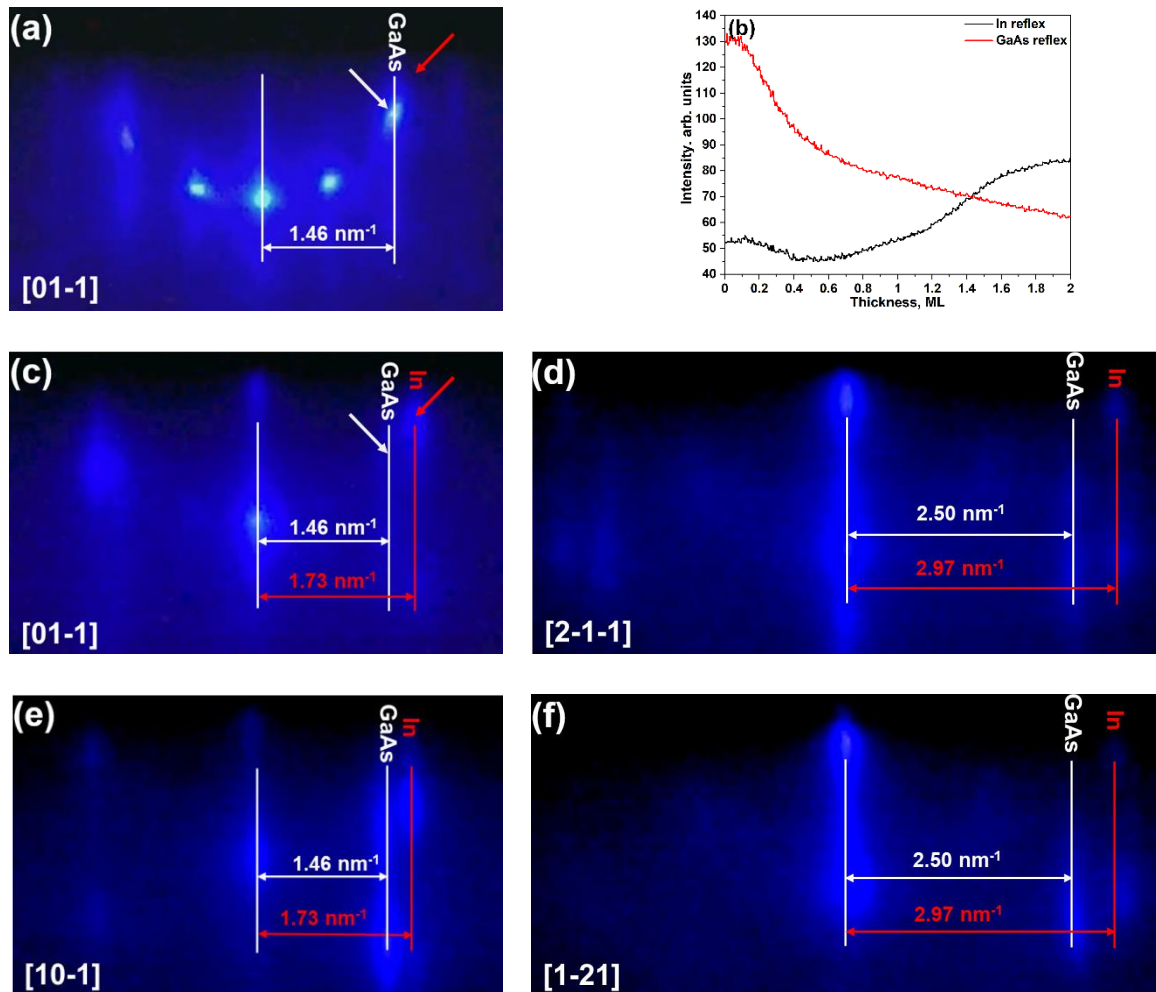 (a)
GaAs
1.46 nm⁻¹
[01-1]
(b)
In reflex
GaAs reflex
140
130
120
110
100
90
80
70
60
50
40
Intensity. arb. units
0 0.2 0.4 0.6 0.8 1 1.2 1.4 1.6 1.8 2
Thickness, ML
(c)
GaAs
In
1.46 nm⁻¹
1.73 nm⁻¹
[01-1]
(d)
GaAs
In
2.50 nm⁻¹
2.97 nm⁻¹
[2-1-1]
(e)
GaAs
In
1.46 nm⁻¹
1.73 nm⁻¹
[10-1]
(f)
GaAs
In
2.50 nm⁻¹
2.97 nm⁻¹
[1-21]